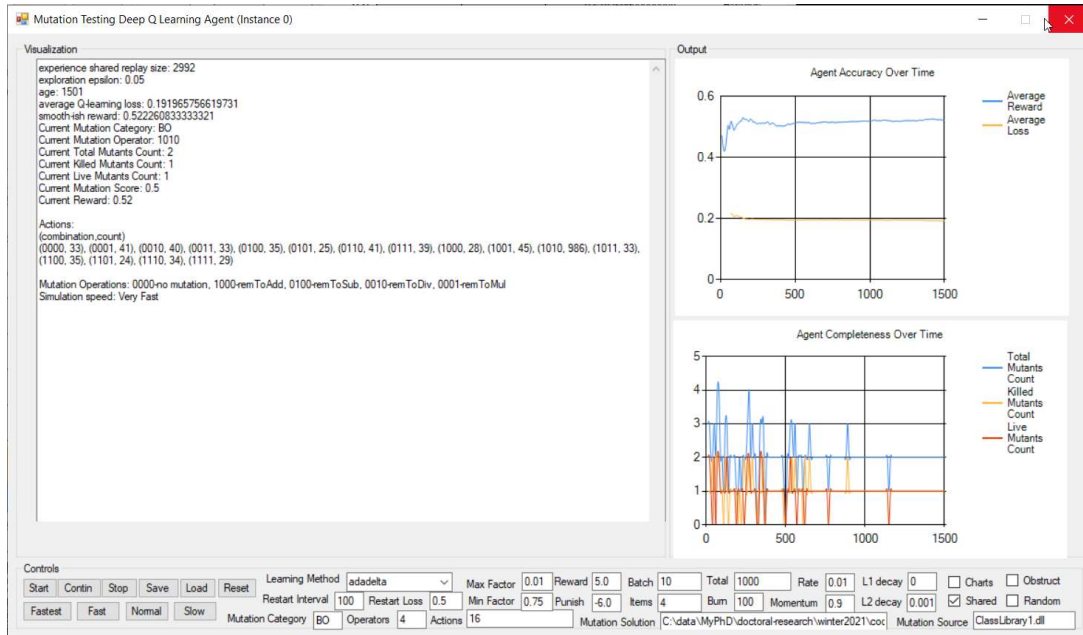 Mutation Testing Deep Q Learning Agent (Instance 0)
Visualization
experience shared replay size: 2992
exploration epsilon: 0.05
age: 1501
average Q-learning loss: 0.191965756619731
smooth-ish reward: 0.522260833333321
Current Mutation Category: BO
Current Mutation Operator: 1010
Current Total Mutants Count: 2
Current Killed Mutants Count: 1
Current Live Mutants Count: 1
Current Mutation Score: 0.5
Current Reward: 0.52
Actions:
(combination,count)
(0000, 33), (0001, 41), (0010, 40), (0011, 33), (0100, 35), (0101, 25), (0110, 41), (0111, 39), (1000, 28), (1001, 45), (1010, 986), (1011, 33),
(1100, 35), (1101, 24), (1110, 34), (1111, 29)
Mutation Operations: 0000-no mutation, 1000-remToAdd, 0100-remToSub, 0010-remToDiv, 0001-remToMul
Simulation speed: Very Fast
Output
Agent Accuracy Over Time
0.6
0.4
0.2
0
0 500 1000 1500
Average
Reward
Average
Loss
Agent Completeness Over Time
5
4
3
2
1
0
0 500 1000 1500
Total
Mutants
Count
Killed
Mutants
Count
Live
Mutants
Count
Controls
Start Contin Stop Save Load Reset Learning Method adadelta Max Factor 0.01 Reward 5.0 Batch 10 Total 1000 Rate 0.01 L1 decay 0 Charts Obstruct
Fastest Fast Normal Slow Restart Interval 100 Restart Loss 0.5 Min Factor 0.75 Punish -6.0 Items 4 Burn 100 Momentum 0.9 L2 decay 0.001 Shared Random
Mutation Category BO Operators 4 Actions 16 Mutation Solution C:\data\MyPhD\doctoral-research\winter2021\coc Mutation Source ClassLibrary1.dll